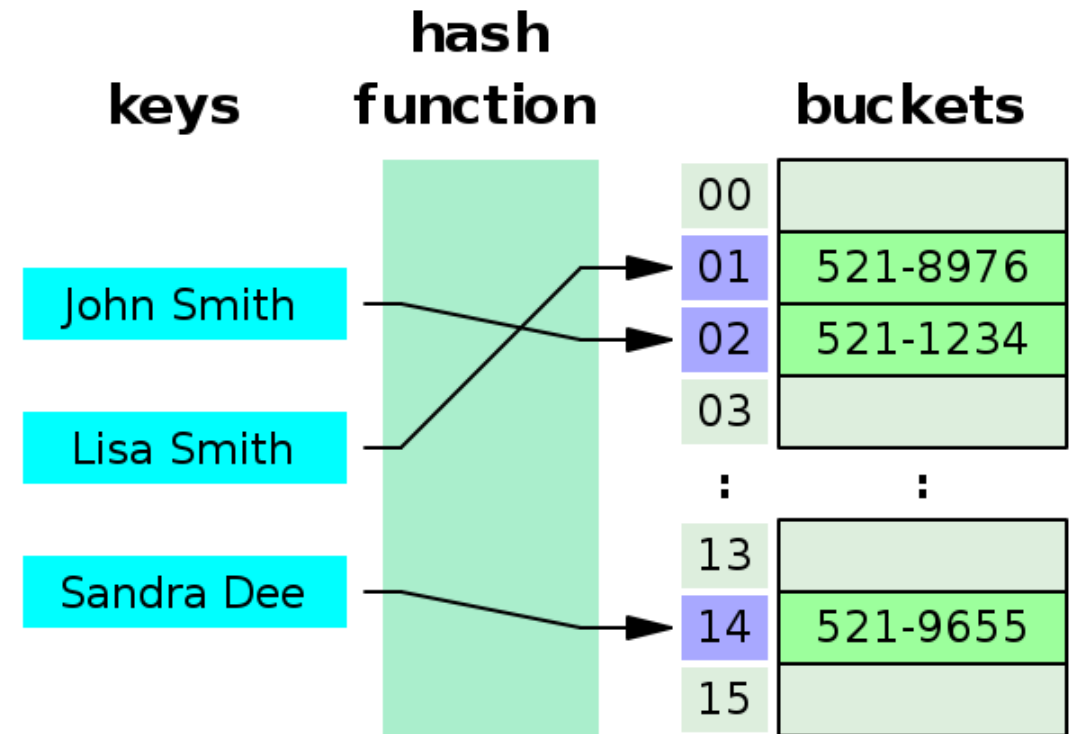 hash
keys function buckets
00
01 521-8976
John Smith
02 521-1234
03
Lisa Smith
: :
13
Sandra Dee
14 521-9655
15